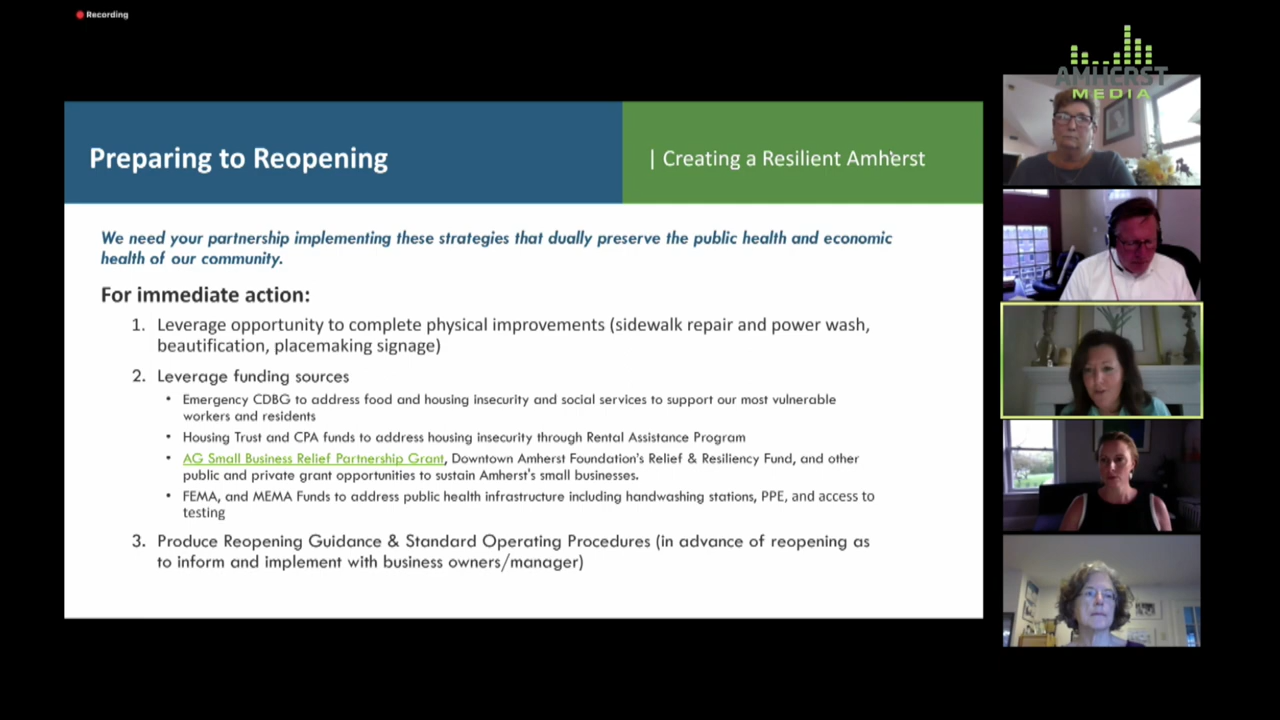 Recording
AMHERST
MEDIA
Preparing to Reopening
| Creating a Resilient Amherst
We need your partnership implementing these strategies that dually preserve the public health and economic
health of our community.
For immediate action:
1. Leverage opportunity to complete physical improvements (sidewalk repair and power wash,
beautification, placemaking signage)
2. Leverage funding sources
• Emergency CDBG to address food and housing insecurity and social services to support our most vulnerable
workers and residents
• Housing Trust and CPA funds to address housing insecurity through Rental Assistance Program
• AG Small Business Relief Partnership Grant, Downtown Amherst Foundation's Relief & Resiliency Fund, and other
public and private grant opportunities to sustain Amherst's small businesses.
• FEMA, and MEMA Funds to address public health infrastructure including handwashing stations, PPE, and access to
testing
3. Produce Reopening Guidance & Standard Operating Procedures (in advance of reopening as
to inform and implement with business owners/manager)